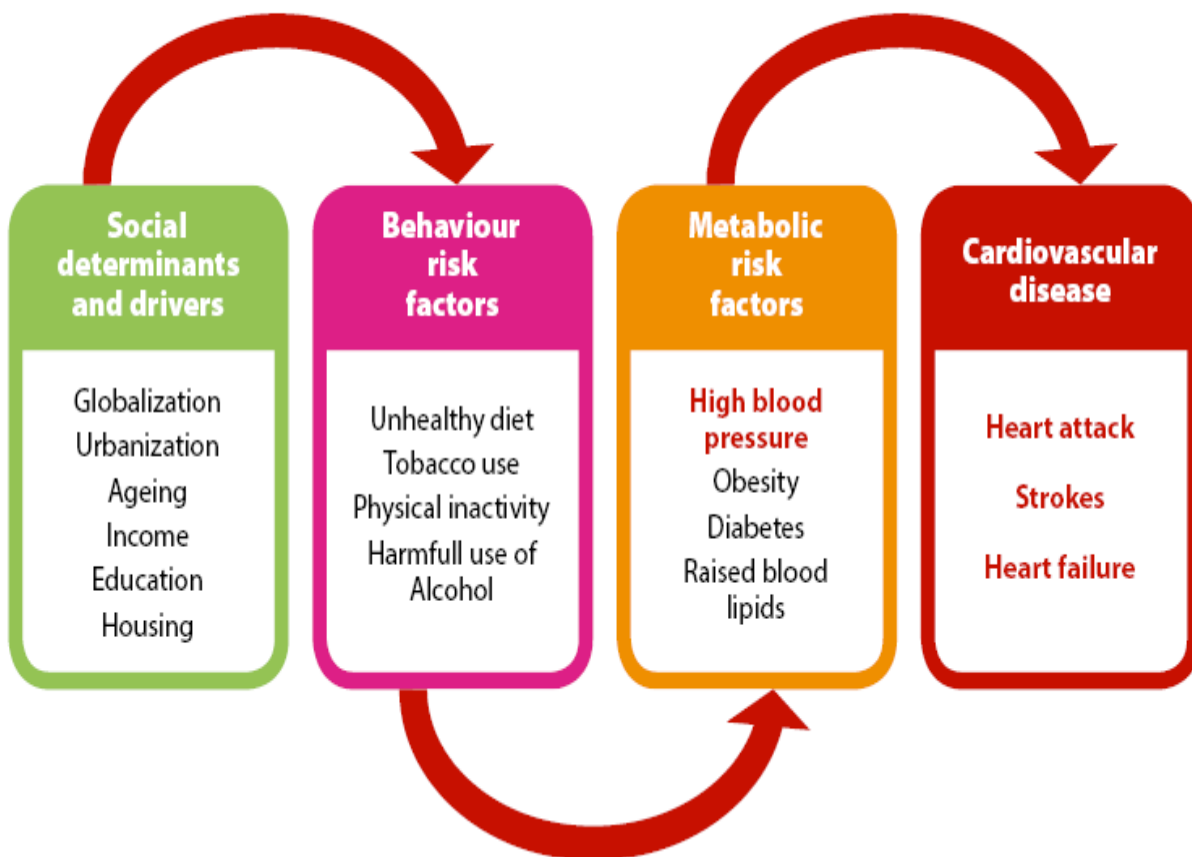 Social
determinants
and drivers
Globalization
Urbanization
Ageing
Income
Education
Housing
Behaviour
risk
factors
Unhealthy diet
Tobacco use
Physical inactivity
Harmfull use of
Alcohol
Metabolic
risk
factors
High blood
pressure
Obesity
Diabetes
Raised blood
lipids
Cardiovascular
disease
Heart attack
Strokes
Heart failure